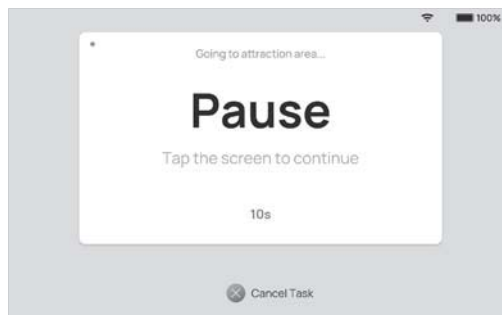 100%
Going to attraction area...
Pause
Tap the screen to continue
10s
Cancel Task